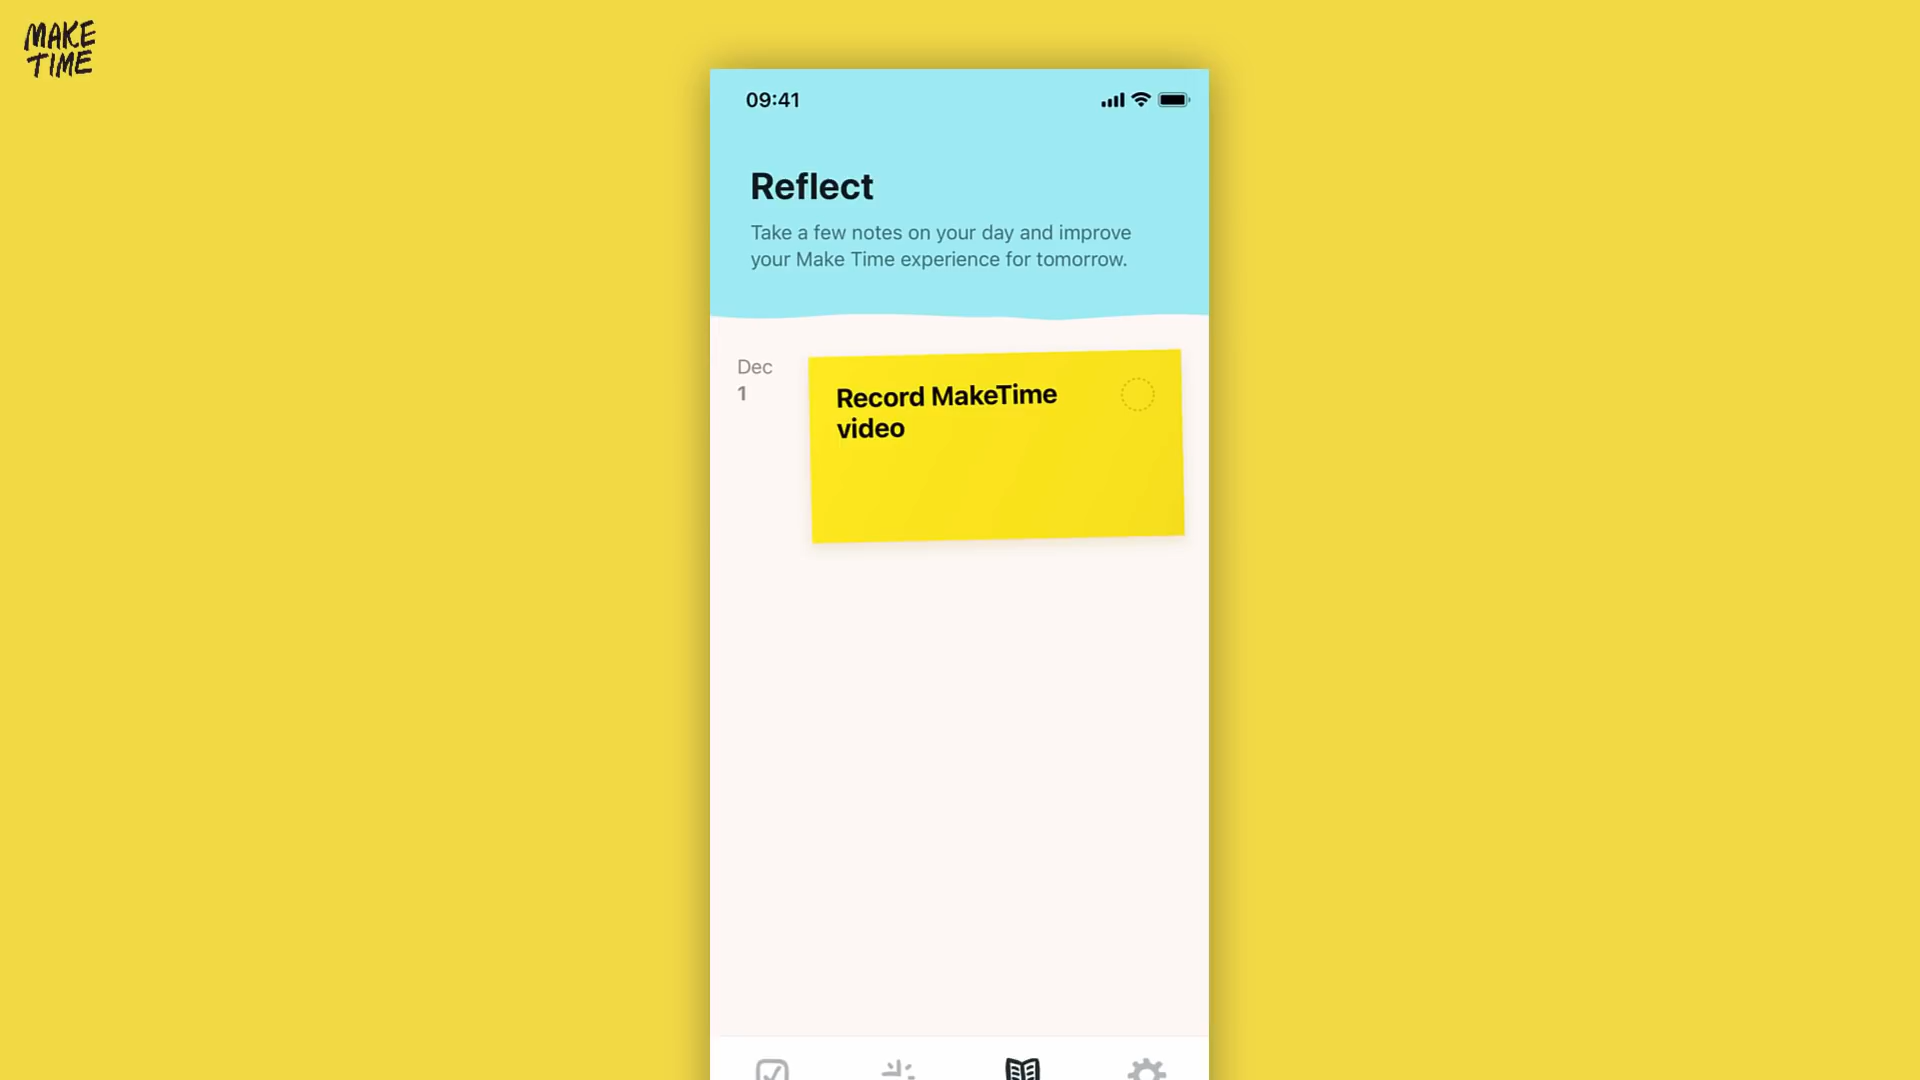 MAKE
TIME
09:41
Reflect
Take a few notes on your day and improve
your Make Time experience for tomorrow.
Dec
1
Record MakeTime
video